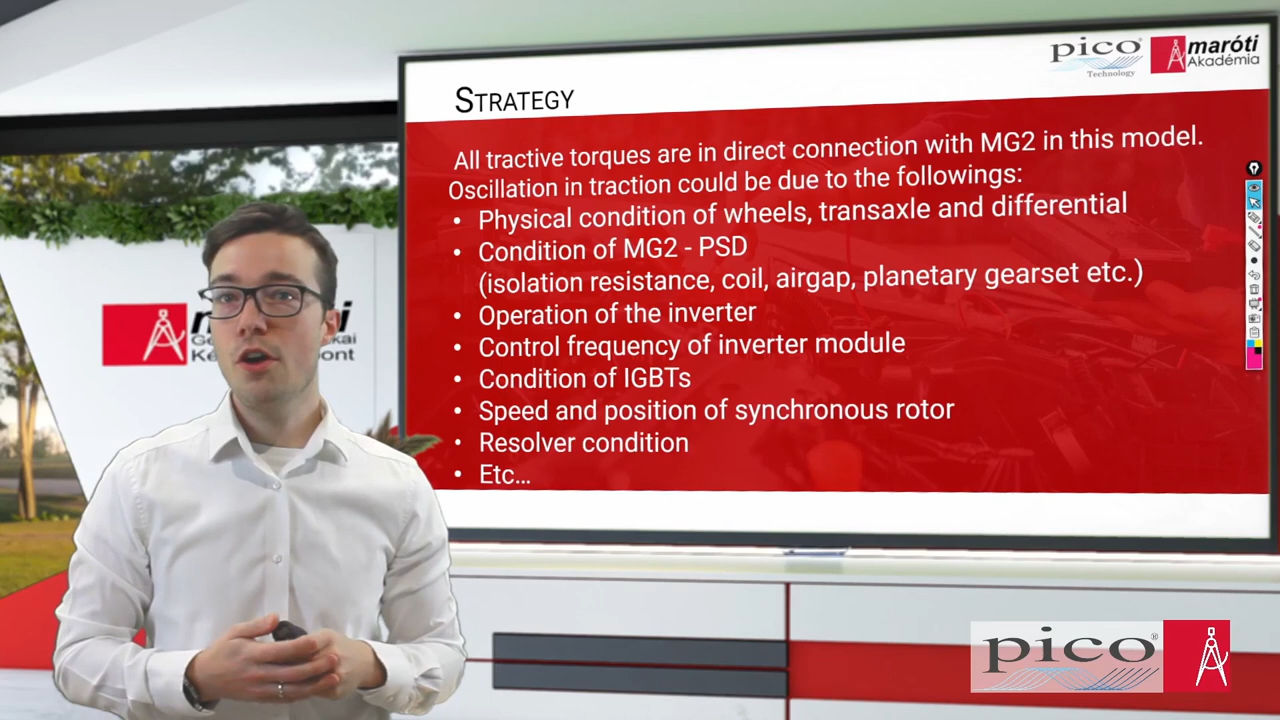 pico
Technology
maróti
Akadémia
STRATEGY
All tractive torques are in direct connection with MG2 in this model.
Oscillation in traction could be due to the followings:
• Physical condition of wheels, transaxle and differential
• Condition of MG2 - PSD
(isolation resistance, coil, airgap, planetary gearset etc.)
• Operation of the inverter
• Control frequency of inverter module
• Condition of IGBTs
• Speed and position of synchronous rotor
• Resolver condition
• Etc...
pico®